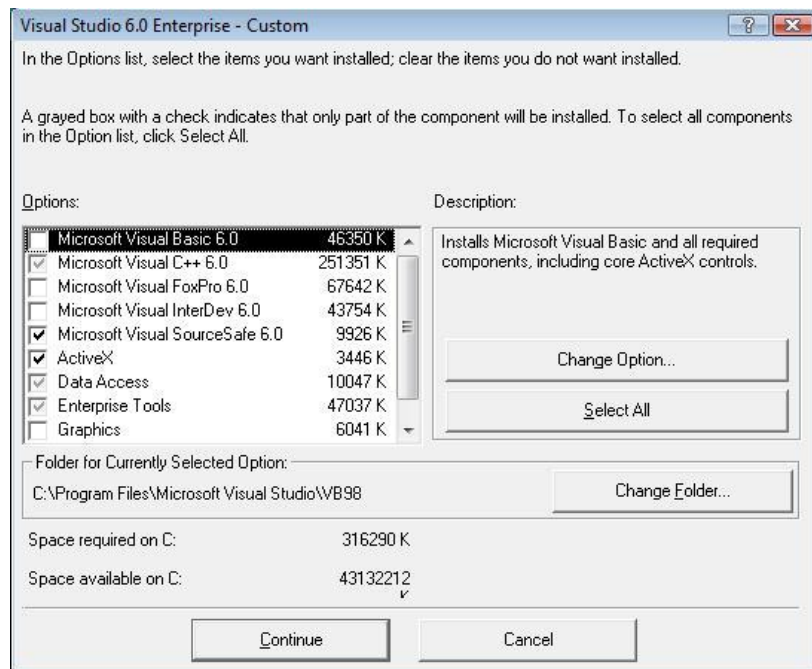 Visual Studio 6.0 Enterprise - Custom
In the Options list, select the items you want installed; clear the items you do not want installed.
A grayed box with a check indicates that only part of the component will be installed. To select all components
in the Option list, click Select All.
Options:
Description:
Microsoft Visual Basic 6.0 46350 K
Microsoft Visual C++ 6.0 251351 K
Microsoft Visual FoxPro 6.0 67642 K
Microsoft Visual InterDev 6.0 43754 K
Microsoft Visual SourceSafe 6.0 9926 K
ActiveX 3446 K
Data Access 10047 K
Enterprise Tools 47037 K
Graphics 6041 K
Installs Microsoft Visual Basic and all required
components, including core ActiveX controls.
Change Option...
Select All
Folder for Currently Selected Option:
C:\Program Files\Microsoft Visual Studio\VB98
Change Folder...
Space required on C: 316290 K
Space available on C: 43132212
K
Continue
Cancel